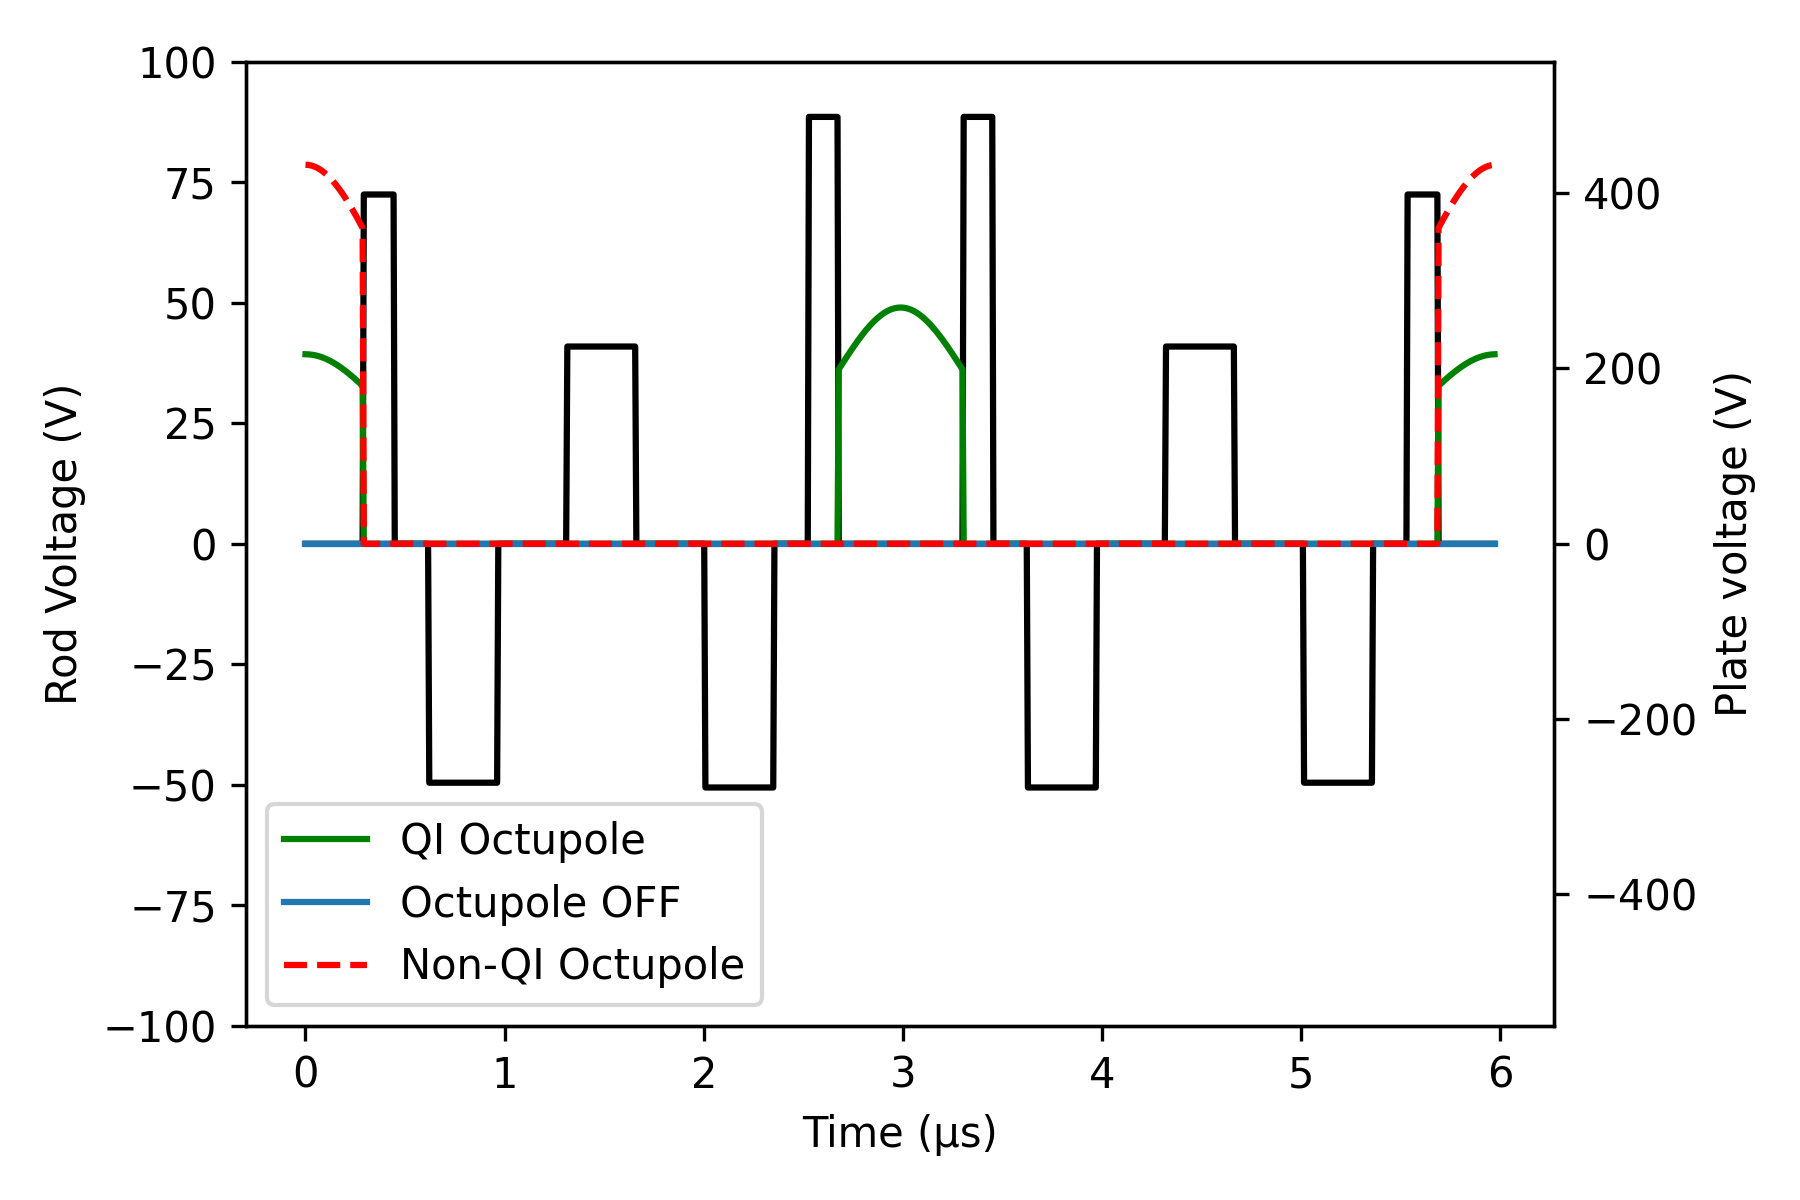 100
75
50
25
0
−25
−50
−75
−100
Rod Voltage (V)
400
200
0
−200
−400
Plate voltage (V)
QI Octupole
Octupole OFF
Non-QI Octupole
0 1 2 3 4 5 6
Time (μs)